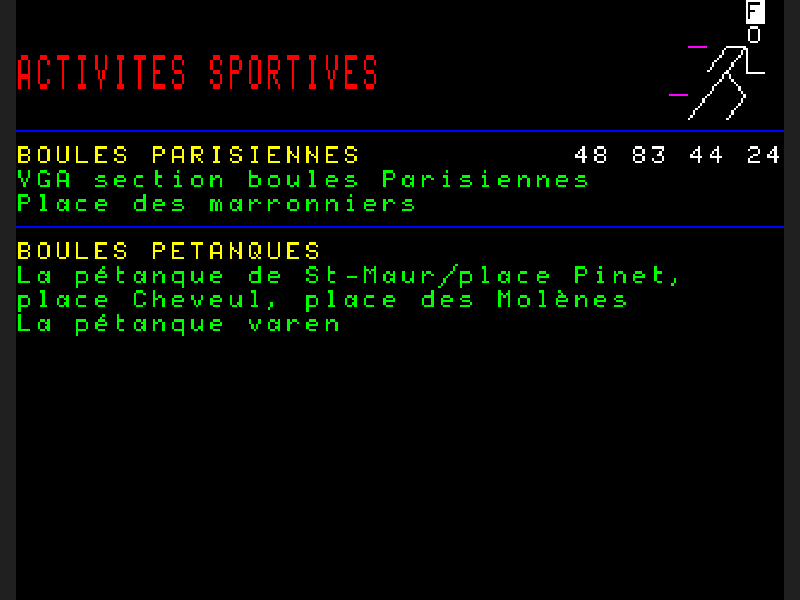 F
ACTIVITES SPORTIVES
BOULES PARISIENNES 48 83 44 24
VGA section boules Parisiennes
Place des marronniers
BOULES PETANQUES
La pétanque de St-Maur/place Pinet,
place Cheveul, place des Molènes
La pétanque varen